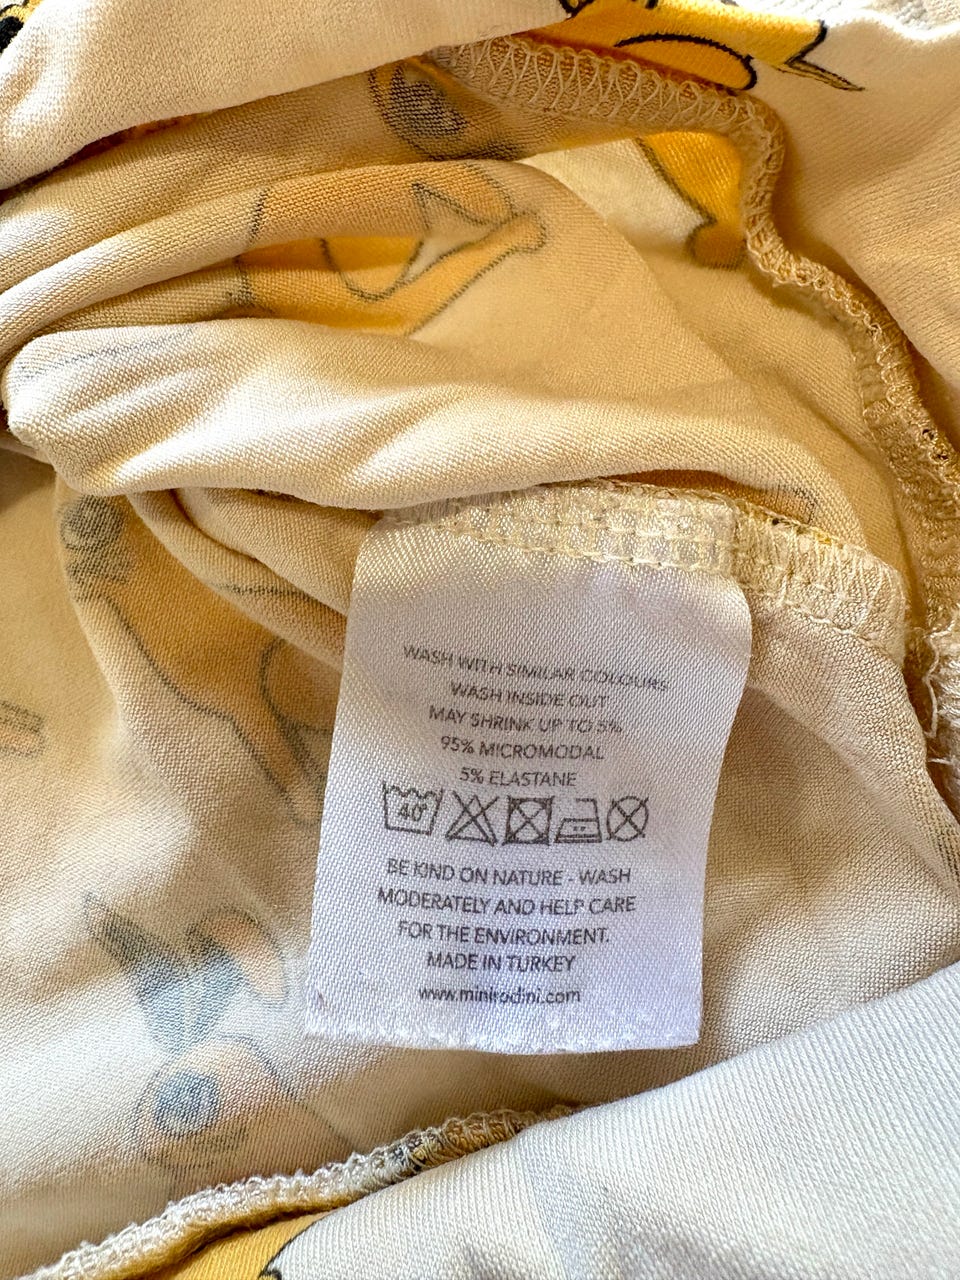 WASH WITH SIMILAR COLOURS
WASH INSIDE OUT
MAY SHRINK UP TO 5%
95% MICROMODAL
5% ELASTANE
40°
BE KIND ON NATURE - WASH
MODERATELY AND HELP CARE
FOR THE ENVIRONMENT.
MADE IN TURKEY
www.minirodini.com